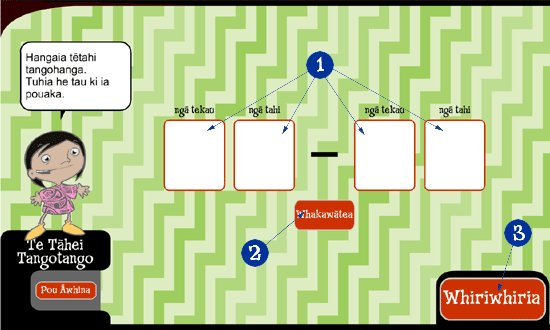 Hangaia tētahi
tangohanga.
Tuhia he tau ki ia
pouaka.
1
ngā tekau ngā tahi ngā tekau ngā tahi
–
Whakawātea
2
3
Te Tāhei
Tangotango
Pou Āwhina
Whiriwhiria